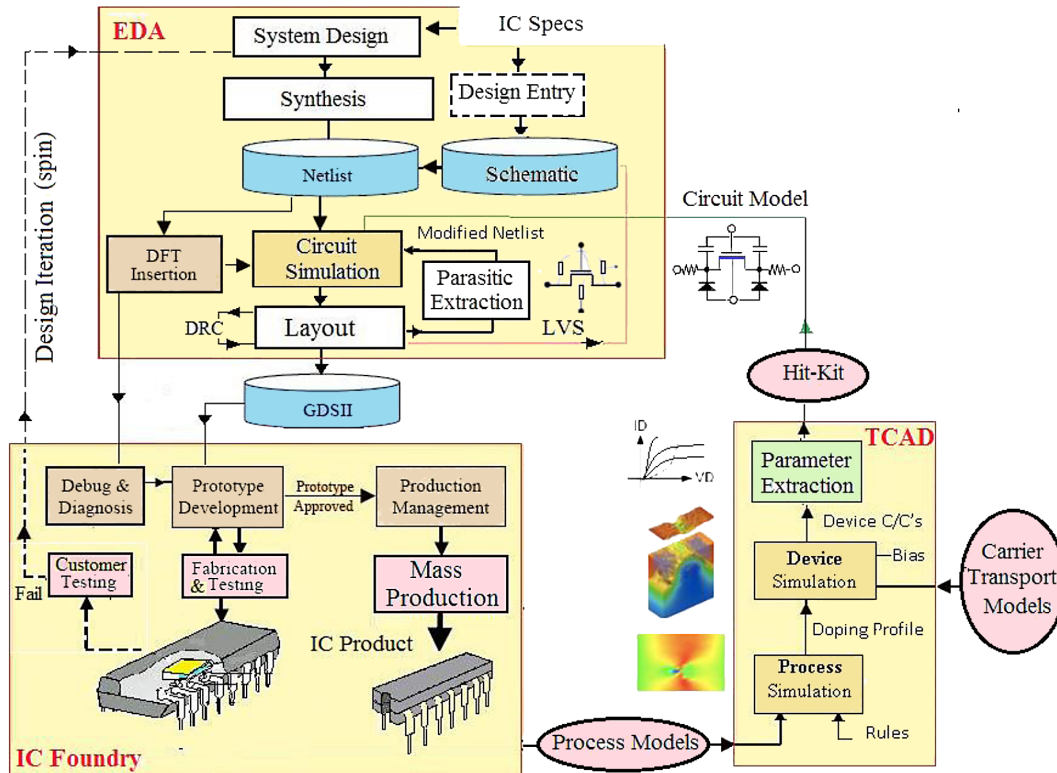 EDA
System Design
IC Specs
Synthesis
Design Entry
Netlist
Schematic
Design Iteration (spin)
DFT
Insertion
Circuit
Simulation
Modified Netlist
Parasitic
Extraction
DRC
Layout
LVS
Circuit Model
GDSII
Hit-Kit
TCAD
ID
VD
Parameter
Extraction
Device C/C's
Device
Simulation
Bias
Carrier
Transport
Models
Doping Profile
Process
Simulation
Rules
Process Models
Debug &
Diagnosis
Prototype
Development
Prototype
Approved
Production
Management
Customer
Testing
Fail
Fabrication
& Testing
Mass
Production
IC Product
IC Foundry